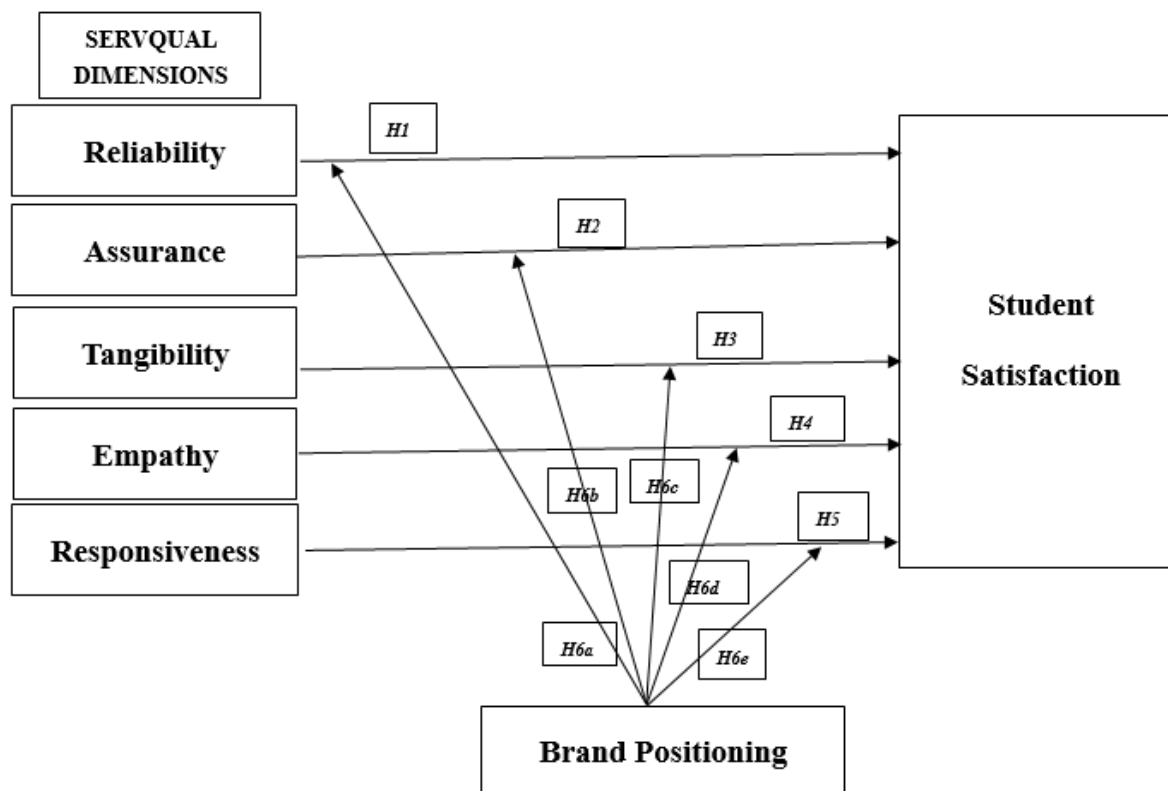 SERVQUAL
DIMENSIONS
H1
Reliability
H2
Assurance
H3
Student
Tangibility
Satisfaction
H4
Empathy
H6b
H6c
H5
Responsiveness
H6d
H6a
H6e
Brand Positioning